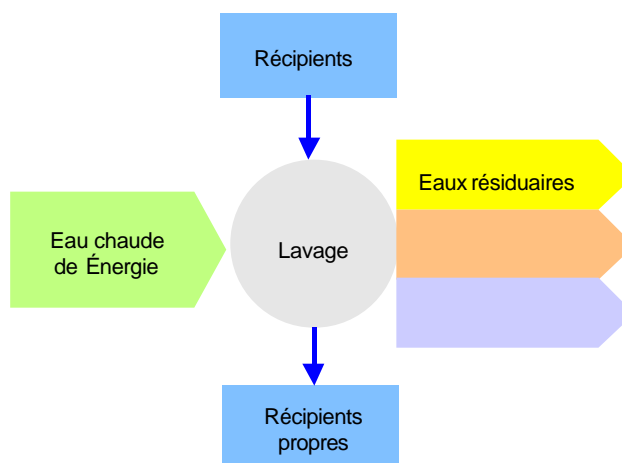 Récipients
Eaux résiduaires
Eau chaude
de Énergie
Lavage
Récipients
propres